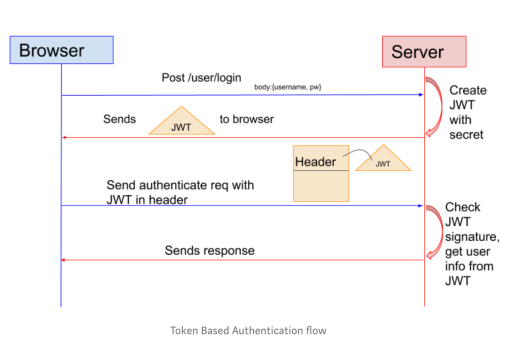 Browser
Server
Post /user/login
body:{username, pw}
Create
JWT
with
secret
Sends
JWT
to browser
Header
JWT
Send authenticate req with
JWT in header
Check
JWT
signature,
get user
info from
JWT
Sends response
Token Based Authentication flow